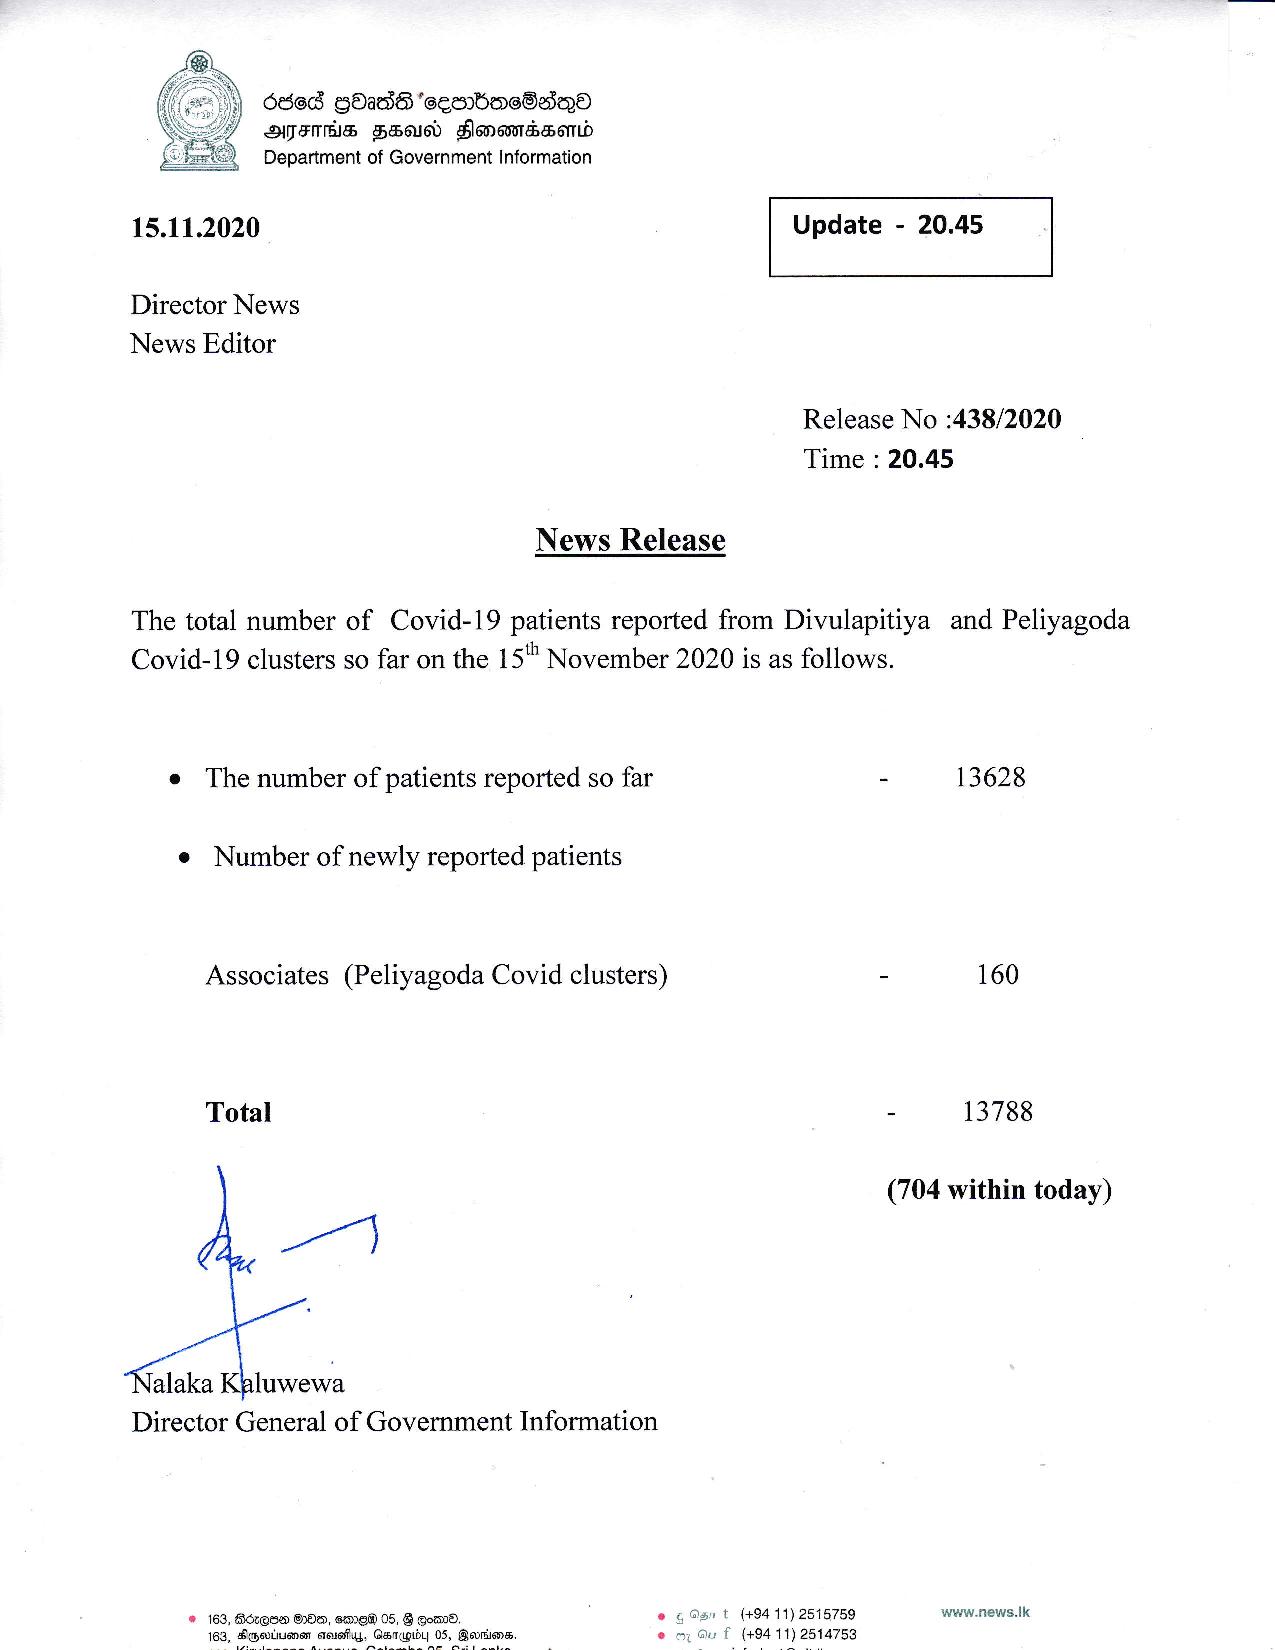 රජයේ ප්‍රවෘත්ති දෙපාර්තමේන්තුව
அரசாங்க தகவல் திணைக்களம்
Department of Government Information
15.11.2020
Update - 20.45
Director News
News Editor
Release No :438/2020
Time : 20.45
News Release
The total number of Covid-19 patients reported from Divulapitiya and Peliyagoda
Covid-19 clusters so far on the 15th November 2020 is as follows.
• The number of patients reported so far - 13628
• Number of newly reported patients
Associates (Peliyagoda Covid clusters) - 160
Total - 13788
(704 within today)
Nalaka Kaluwewa
Director General of Government Information
• 163, කිරුලපන මාවත, කොළඹ 05, ශ්‍රී ලංකාව.
163, கிருலப்பனை எவனியூ, கொழும்பு 05, இலங்கை.
• දු தொ t (+94 11) 2515759
• ෆැ பெ f (+94 11) 2514753
www.news.lk